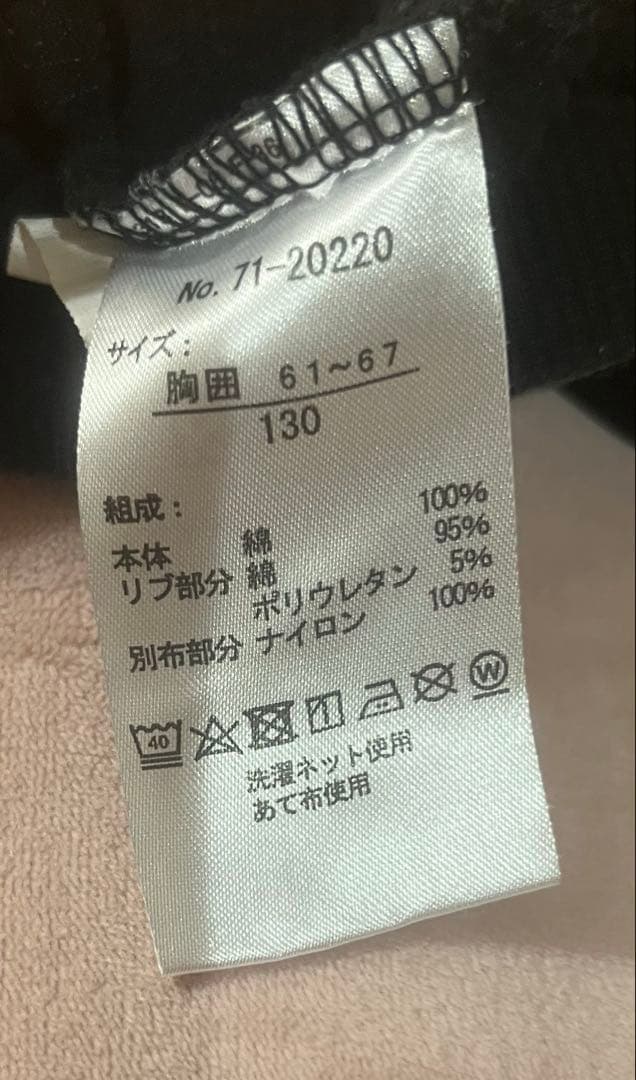 No. 71-20220
サイズ:
胸囲 61～67
130
組成:
本体 綿 100%
リブ部分 綿 95%
ポリウレタン 5%
別布部分 ナイロン 100%
40
W
洗濯ネット使用
あて布使用